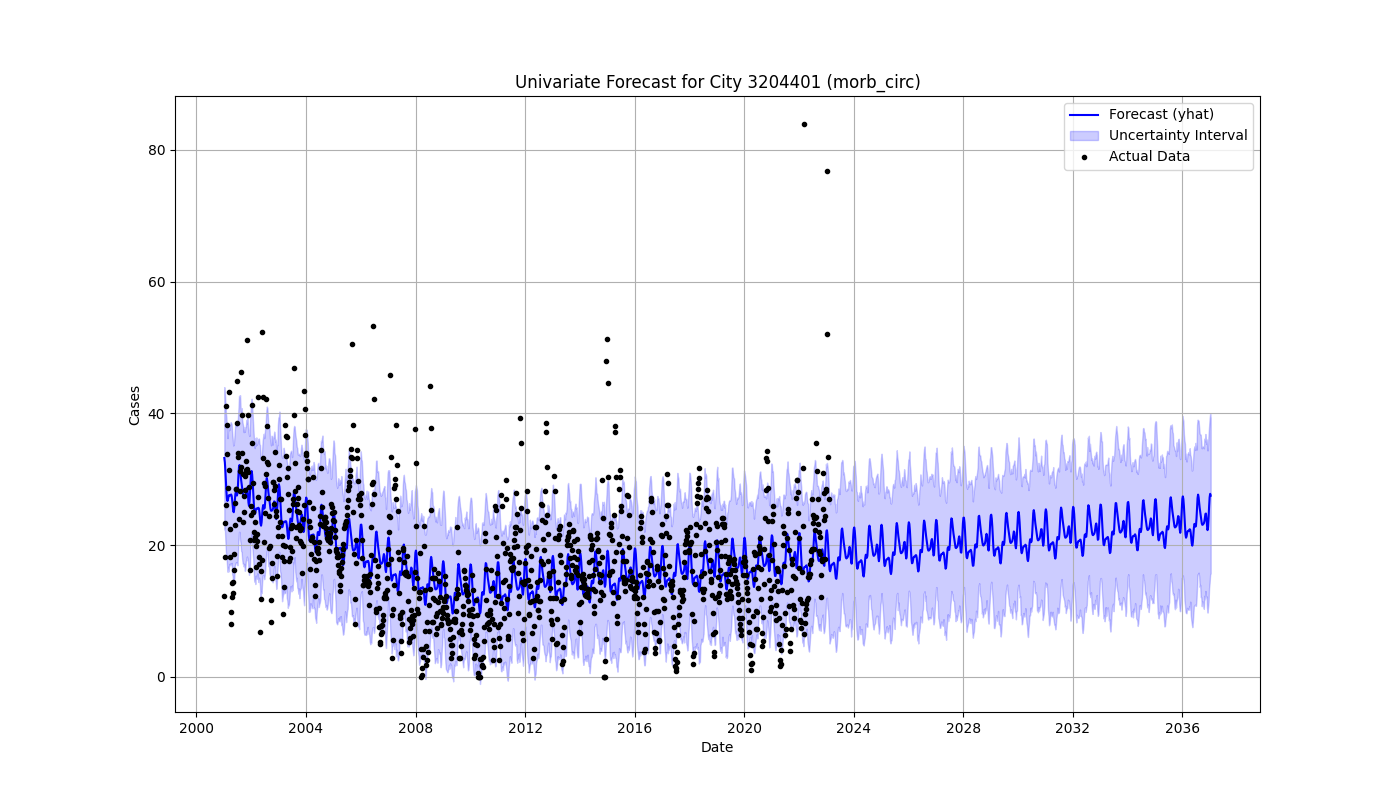 Univariate Forecast for City 3204401 (morb_circ)
Forecast (yhat)
Uncertainty Interval
Actual Data
Cases
80
60
40
20
0
2000 2004 2008 2012 2016 2020 2024 2028 2032 2036
Date